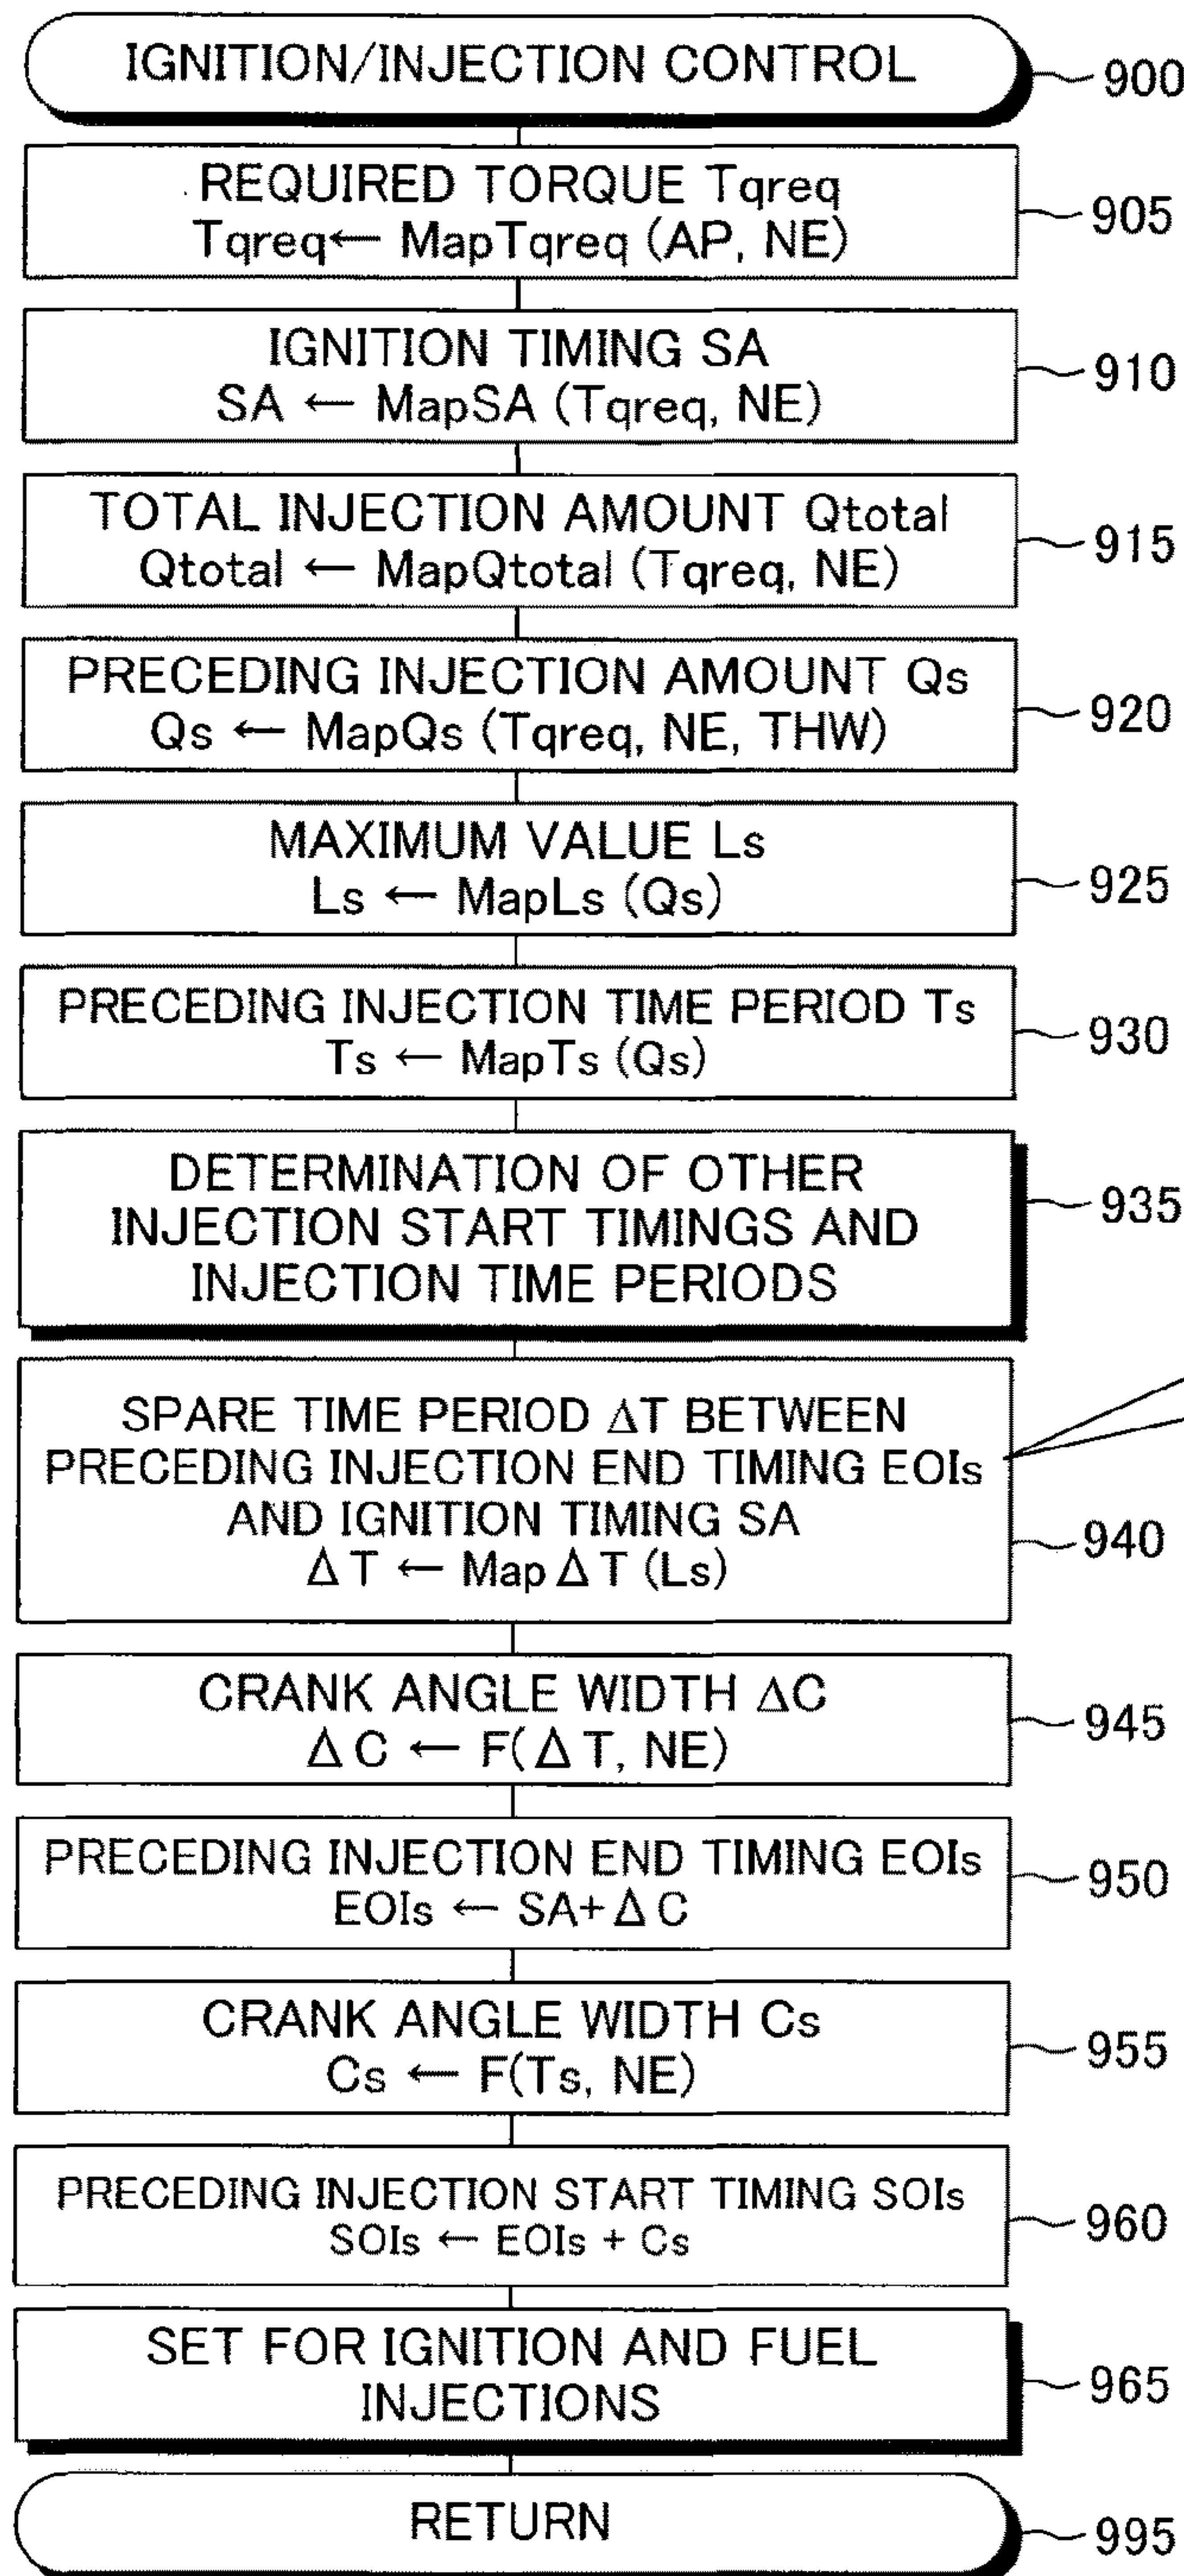 IGNITION/INJECTION CONTROL
900
REQUIRED TORQUE Tqreq
Tqreq← MapTqreq (AP, NE)
905
IGNITION TIMING SA
SA ← MapSA (Tqreq, NE)
910
TOTAL INJECTION AMOUNT Qtotal
Qtotal ← MapQtotal (Tqreq, NE)
915
PRECEDING INJECTION AMOUNT Qs
Qs ← MapQs (Tqreq, NE, THW)
920
MAXIMUM VALUE Ls
Ls ← MapLs (Qs)
925
PRECEDING INJECTION TIME PERIOD Ts
Ts ← MapTs (Qs)
930
DETERMINATION OF OTHER
INJECTION START TIMINGS AND
INJECTION TIME PERIODS
935
SPARE TIME PERIOD ΔT BETWEEN
PRECEDING INJECTION END TIMING EOIs
AND IGNITION TIMING SA
ΔT ← MapΔT (Ls)
940
CRANK ANGLE WIDTH ΔC
ΔC ← F(ΔT, NE)
945
PRECEDING INJECTION END TIMING EOIs
EOIs ← SA+ΔC
950
CRANK ANGLE WIDTH Cs
Cs ← F(Ts, NE)
955
PRECEDING INJECTION START TIMING SOIs
SOIs ← EOIs + Cs
960
SET FOR IGNITION AND FUEL
INJECTIONS
965
RETURN
995